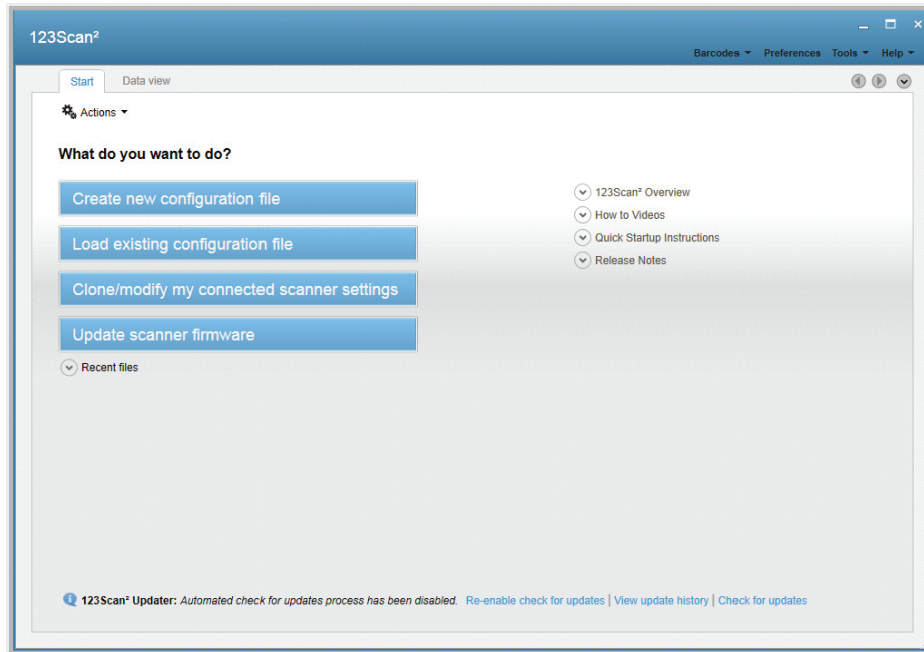 123Scan²
Barcodes Preferences Tools Help
Start Data view
Actions
What do you want to do?
Create new configuration file
Load existing configuration file
Clone/modify my connected scanner settings
Update scanner firmware
Recent files
123Scan² Overview
How to Videos
Quick Startup Instructions
Release Notes
123Scan² Updater: Automated check for updates process has been disabled. Re-enable check for updates | View update history | Check for updates